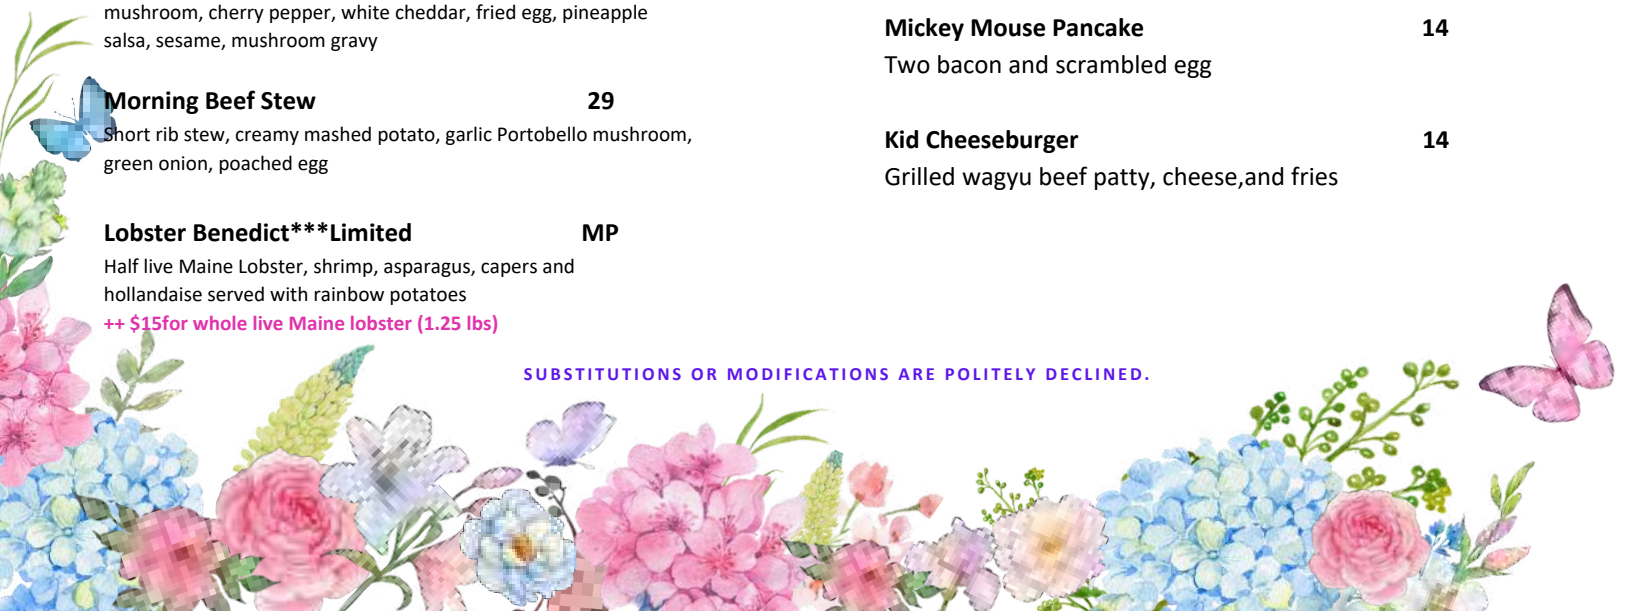 mushroom, cherry pepper, white cheddar, fried egg, pineapple
salsa, sesame, mushroom gravy
Morning Beef Stew 29
Short rib stew, creamy mashed potato, garlic Portobello mushroom,
green onion, poached egg
Lobster Benedict***Limited MP
Half live Maine Lobster, shrimp, asparagus, capers and
hollandaise served with rainbow potatoes
++ $15for whole live Maine lobster (1.25 lbs)
Mickey Mouse Pancake 14
Two bacon and scrambled egg
Kid Cheeseburger 14
Grilled wagyu beef patty, cheese,and fries
SUBSTITUTIONS OR MODIFICATIONS ARE POLITELY DECLINED.